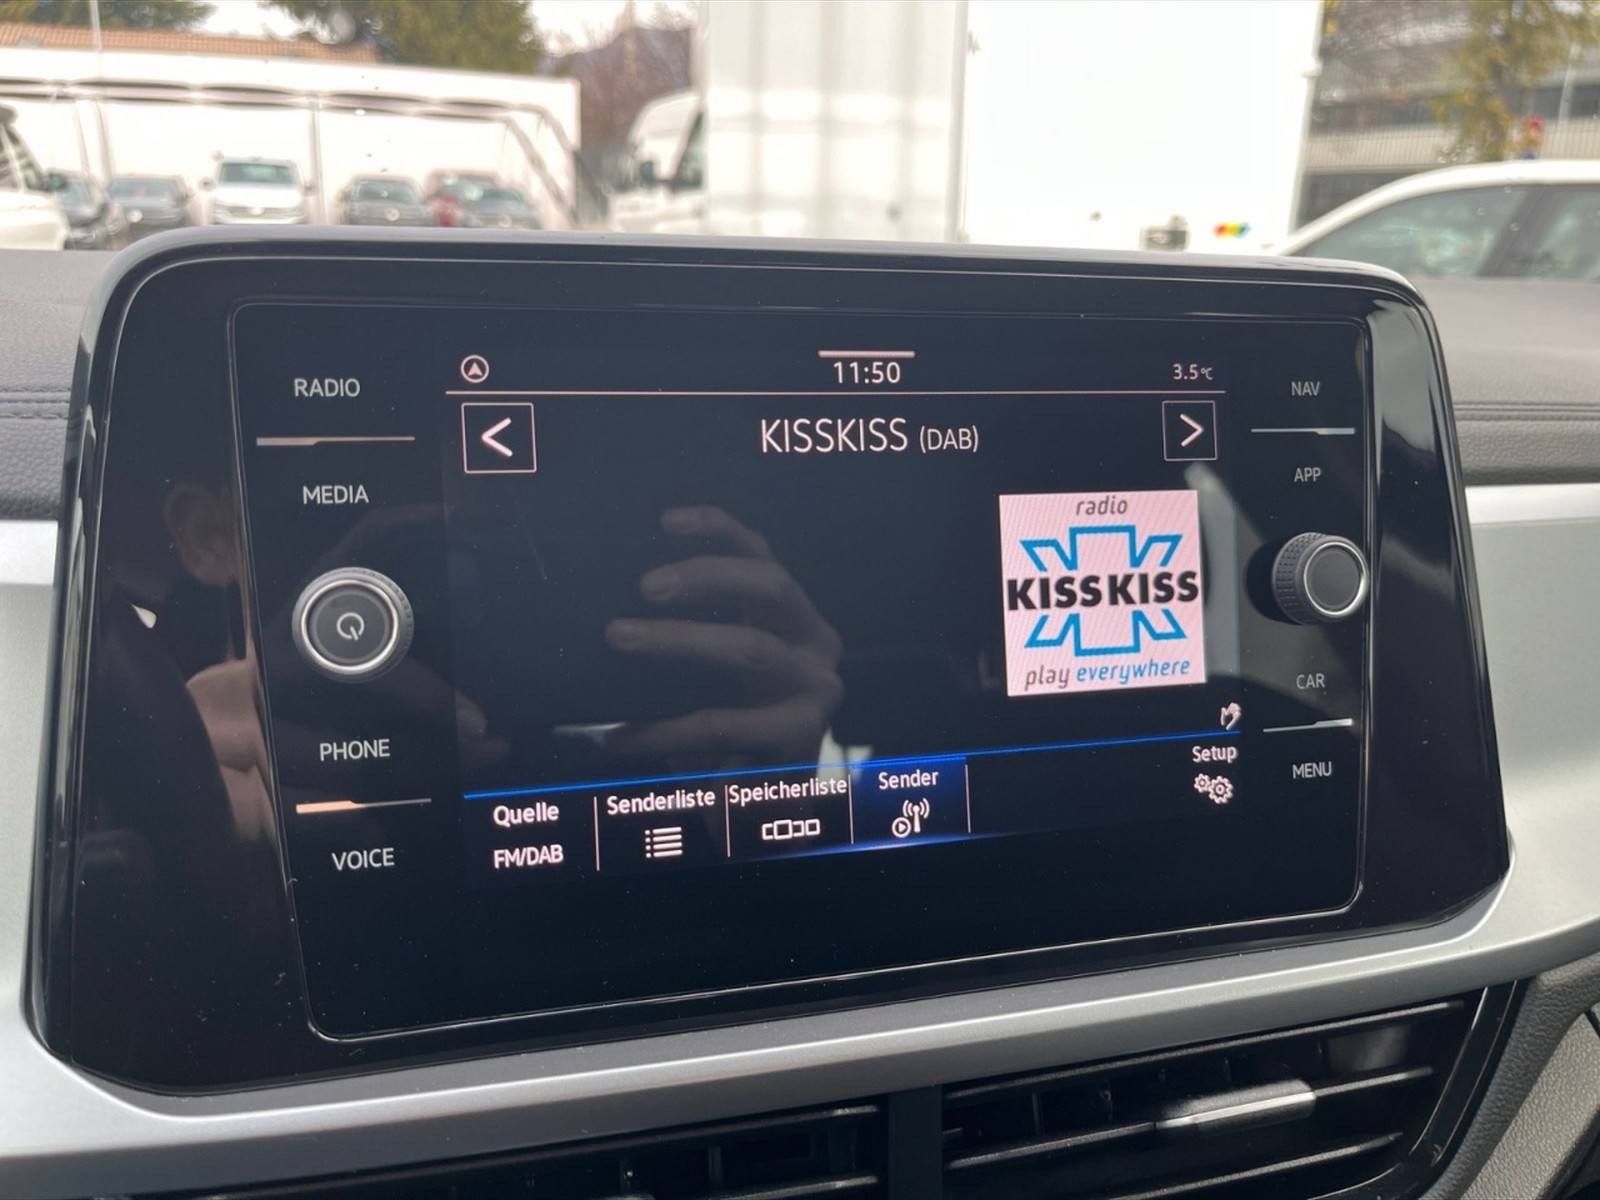 RADIO
MEDIA
PHONE
VOICE
11:50
3.5°C
<
KISSKISS (DAB)
>
radio
KISS KISS
play everywhere
Quelle
FM/DAB
Senderliste
Speicherliste
Sender
Setup
NAV
APP
CAR
MENU